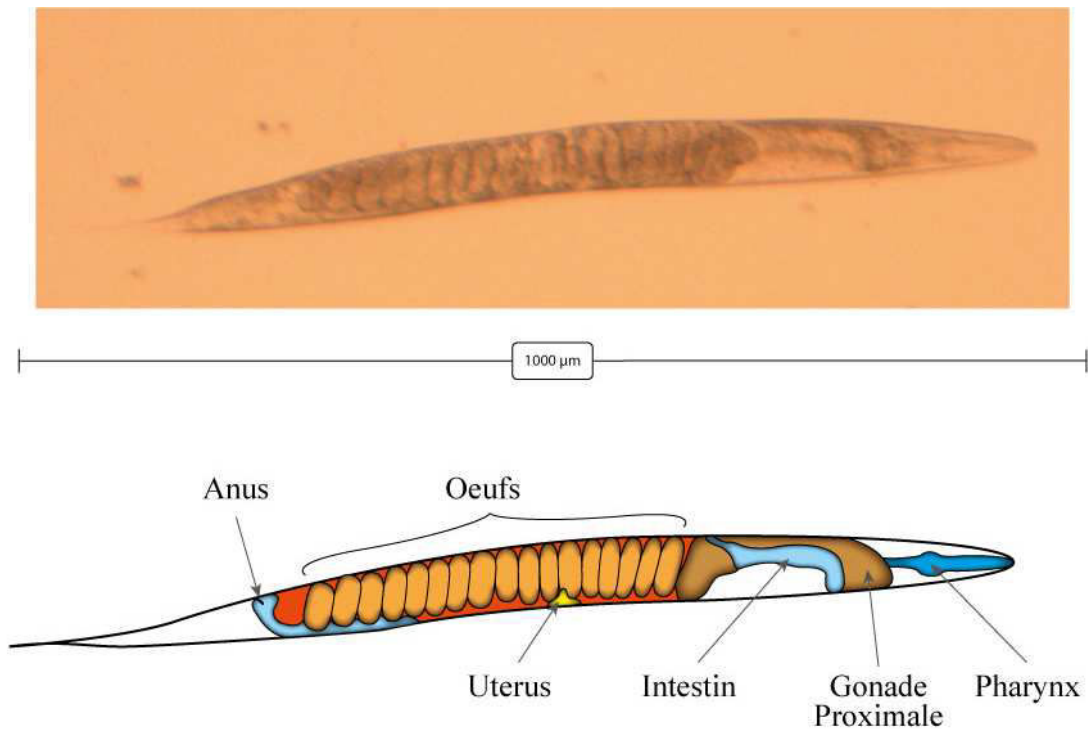 1000 µm
Anus
Oeufs
Uterus
Intestin
Gonade
Proximale
Pharynx